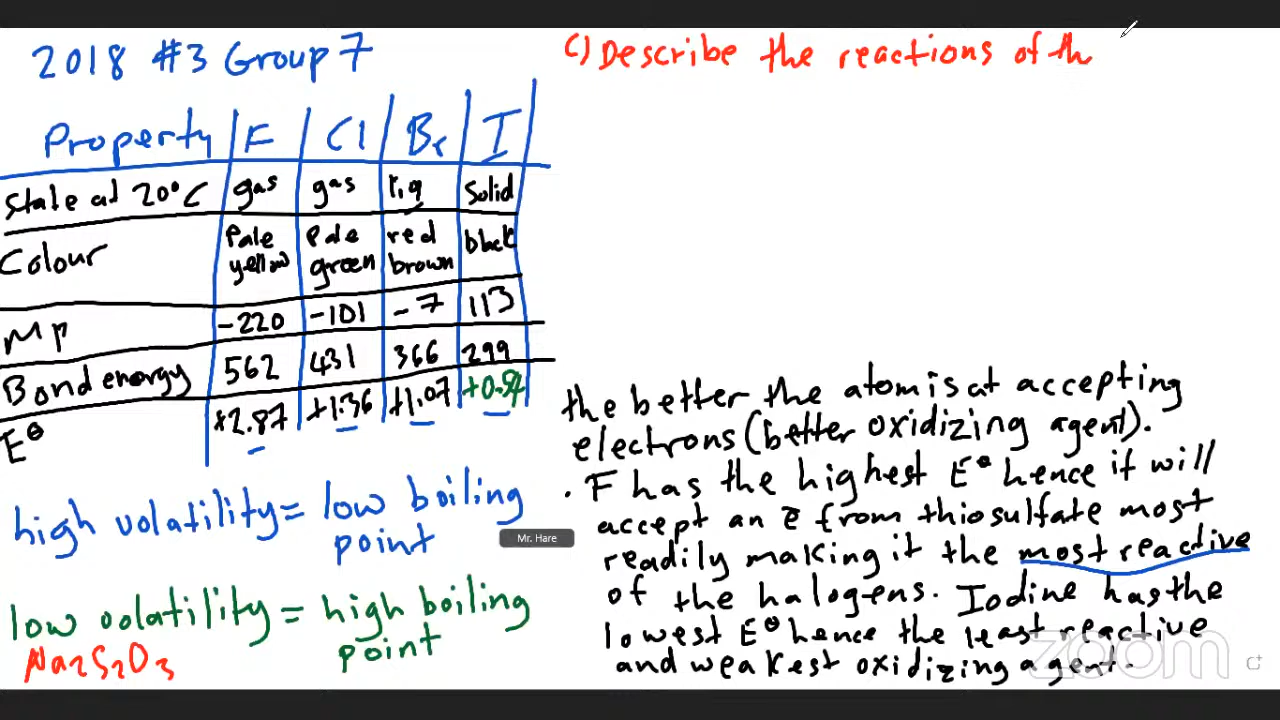 2018 #3 Group 7
Property F Cl Br I
State at 20°C gas gas liq Solid
Colour Pale yellow Pale green red brown black
MP -220 -101 -7 113
Bond energy 562 431 366 299
E⦵ +2.87 +1.36 +1.07 +0.54
high volatility = low boiling
point
low volatility = high boiling
point
Na2S2O3
c) Describe the reactions of th
the better the atom is at accepting
electrons (better oxidizing agent).
. F has the highest E⦵ hence it will
accept an e from thiosulfate most
readily making it the most reactive
of the halogens. Iodine has the
lowest E⦵ hence the least reactive
and weakest oxidizing agent.
Mr. Hare
zoom